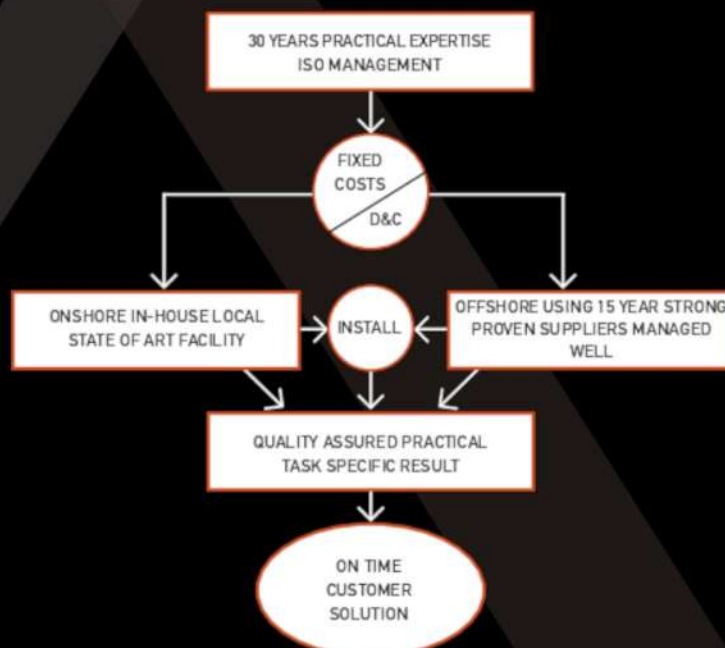 30 YEARS PRACTICAL EXPERTISE
ISO MANAGEMENT
FIXED
COSTS
D&C
ONSHORE IN-HOUSE LOCAL
STATE OF ART FACILITY
INSTALL
OFFSHORE USING 15 YEAR STRONG
PROVEN SUPPLIERS MANAGED
WELL
QUALITY ASSURED PRACTICAL
TASK SPECIFIC RESULT
ON TIME
CUSTOMER
SOLUTION